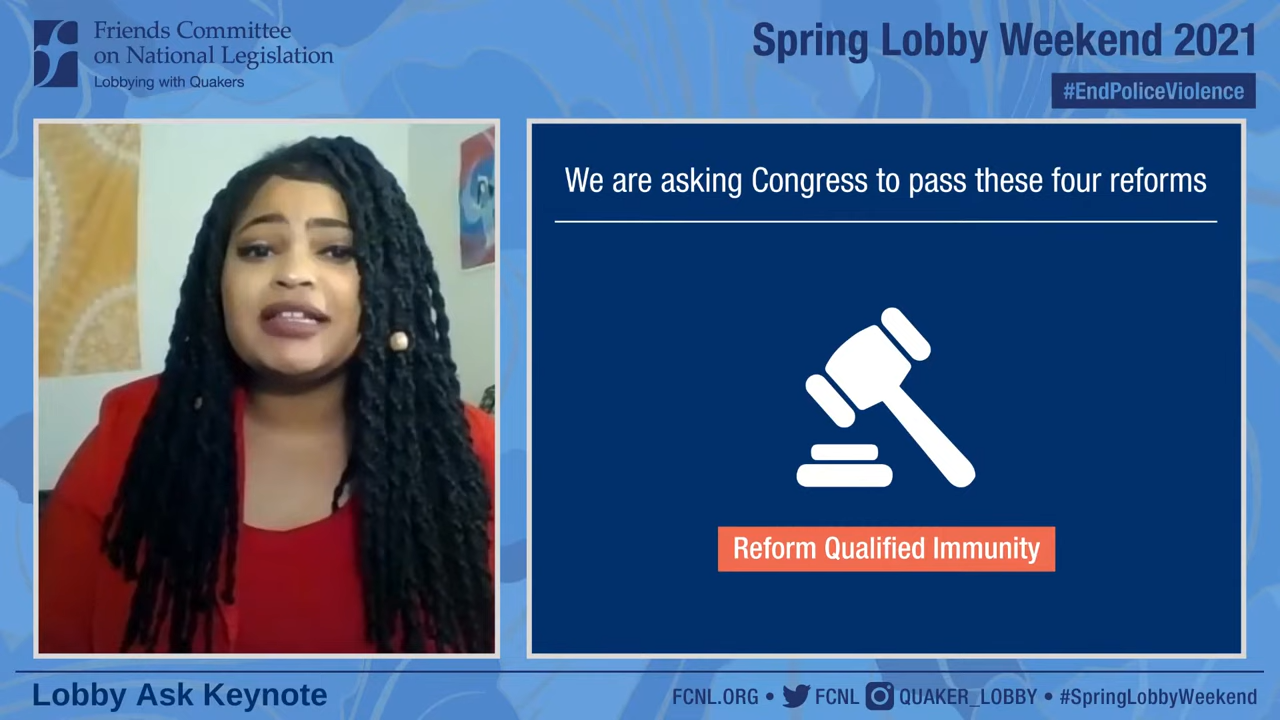 Friends Committee
on National Legislation
Lobbying with Quakers
Spring Lobby Weekend 2021
#EndPoliceViolence
We are asking Congress to pass these four reforms
Reform Qualified Immunity
Lobby Ask Keynote
FCNL.ORG • FCNL QUAKER_LOBBY • #SpringLobbyWeekend